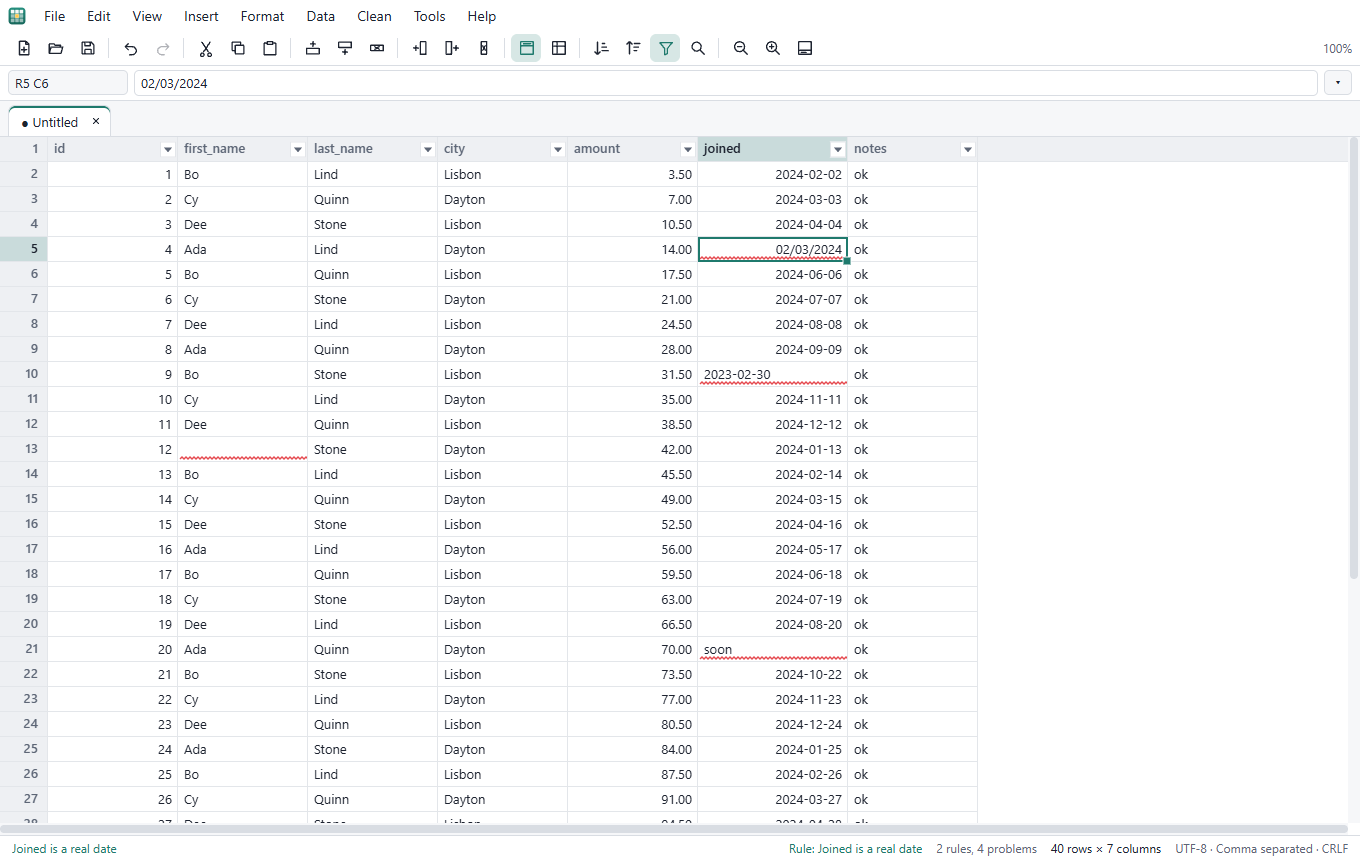 File Edit View Insert Format Data Clean Tools Help
100%
R5 C6 02/03/2024
● Untitled ×
1 id first_name last_name city amount joined notes
2 1 Bo Lind Lisbon 3.50 2024-02-02 ok
3 2 Cy Quinn Dayton 7.00 2024-03-03 ok
4 3 Dee Stone Lisbon 10.50 2024-04-04 ok
5 4 Ada Lind Dayton 14.00 02/03/2024 ok
6 5 Bo Quinn Lisbon 17.50 2024-06-06 ok
7 6 Cy Stone Dayton 21.00 2024-07-07 ok
8 7 Dee Lind Lisbon 24.50 2024-08-08 ok
9 8 Ada Quinn Dayton 28.00 2024-09-09 ok
10 9 Bo Stone Lisbon 31.50 2023-02-30 ok
11 10 Cy Lind Dayton 35.00 2024-11-11 ok
12 11 Dee Quinn Lisbon 38.50 2024-12-12 ok
13 12 Stone Dayton 42.00 2024-01-13 ok
14 13 Bo Lind Lisbon 45.50 2024-02-14 ok
15 14 Cy Quinn Dayton 49.00 2024-03-15 ok
16 15 Dee Stone Lisbon 52.50 2024-04-16 ok
17 16 Ada Lind Dayton 56.00 2024-05-17 ok
18 17 Bo Quinn Lisbon 59.50 2024-06-18 ok
19 18 Cy Stone Dayton 63.00 2024-07-19 ok
20 19 Dee Lind Lisbon 66.50 2024-08-20 ok
21 20 Ada Quinn Dayton 70.00 soon ok
22 21 Bo Stone Lisbon 73.50 2024-10-22 ok
23 22 Cy Lind Dayton 77.00 2024-11-23 ok
24 23 Dee Quinn Lisbon 80.50 2024-12-24 ok
25 24 Ada Stone Dayton 84.00 2024-01-25 ok
26 25 Bo Lind Lisbon 87.50 2024-02-26 ok
27 26 Cy Quinn Dayton 91.00 2024-03-27 ok
Joined is a real date Rule: Joined is a real date 2 rules, 4 problems 40 rows × 7 columns UTF-8 · Comma separated · CRLF